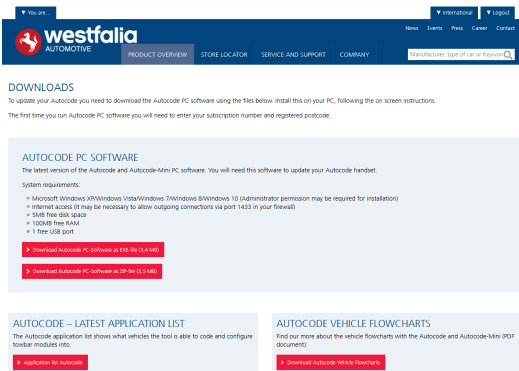 ▼ You are...
▼ International
▼ Logout
westfalia
AUTOMOTIVE
News Events Press Career Contact
PRODUCT OVERVIEW STORE LOCATOR SERVICE AND SUPPORT COMPANY
Manufacturer, type of car or Keyword
DOWNLOADS
To update your Autocode you need to download the Autocode PC software using the files below. Install this on your PC, following the on screen instructions.
The first time you run Autocode PC software you will need to enter your subscription number and registered postcode.
AUTOCODE PC SOFTWARE
The latest version of the Autocode and Autocode-Mini PC software. You will need this software to update your Autocode handset.
System requirements:
Microsoft Windows XP/Windows Vista/Windows 7/Windows 8/Windows 10 (Administrator permission may be required for installation)
Internet access (it may be necessary to allow outgoing connections via port 1433 in your firewall)
5MB free disk space
100MB free RAM
1 free USB port
Download Autocode PC-Software as EXE-file (3,4 MB)
Download Autocode PC-Software as ZIP-file (3,5 MB)
AUTOCODE – LATEST APPLICATION LIST
The Autocode application list shows what vehicles the tool is able to code and configure
towbar modules into.
Application list Autocode
AUTOCODE VEHICLE FLOWCHARTS
Find our more about the vehicle flowcharts with the Autocode and Autocode-Mini (PDF
document):
Download Autocode Vehicle Flowcharts